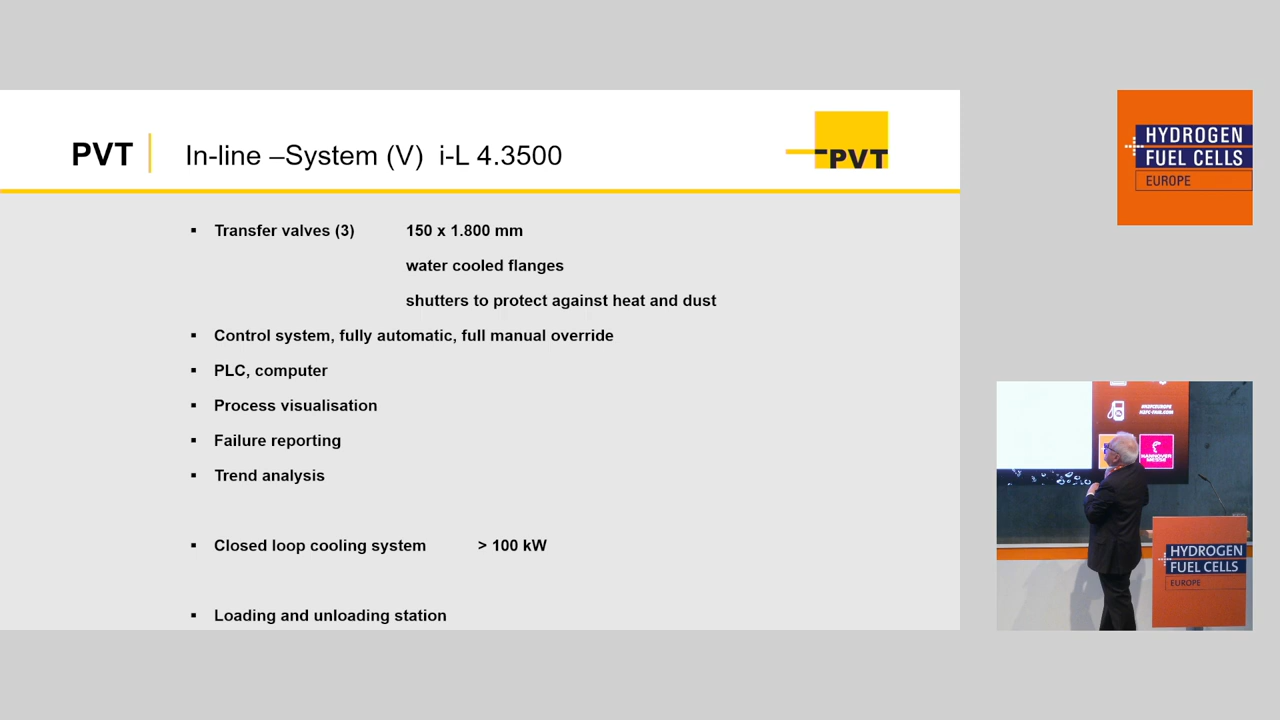 PVT
In-line –System (V) i-L 4.3500
PVT
▪ Transfer valves (3) 150 x 1.800 mm
water cooled flanges
shutters to protect against heat and dust
▪ Control system, fully automatic, full manual override
▪ PLC, computer
▪ Process visualisation
▪ Failure reporting
▪ Trend analysis
▪ Closed loop cooling system > 100 kW
▪ Loading and unloading station
HYDROGEN
FUEL CELLS
EUROPE
HANNOVER
MESSE
HYDROGEN
FUEL CELLS
EUROPE